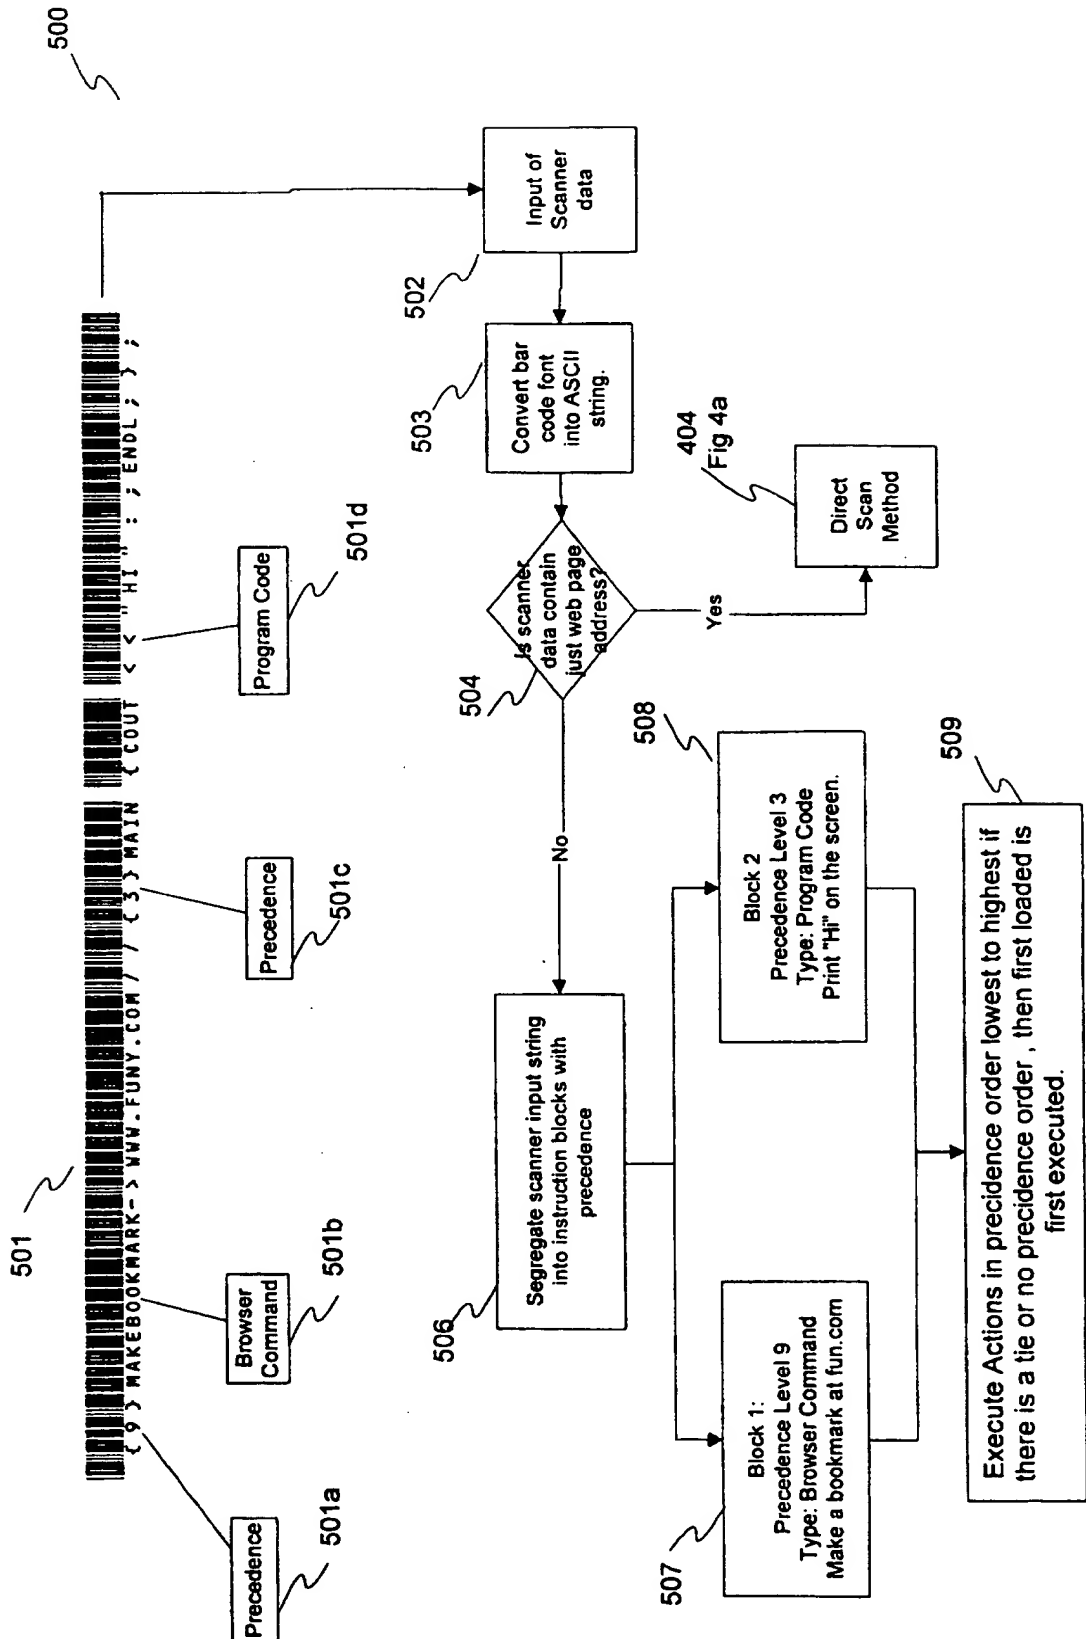 500
501
{9}MAKEBOOKMARK->WWW.FUNY.COM//{3}MAIN {COUT <<"HI":;ENDL;};
Precedence
501a
Browser
Command
501b
Precedence
501c
Program Code
501d
502
Input of
Scanner
data
503
Convert bar
code font
into ASCII
string.
504
Is scanner
data contain
just web page
address?
Yes
404
Fig 4a
Direct
Scan
Method
No
506
Segregate scanner input string
into instruction blocks with
precedence
507
Block 1:
Precedence Level 9
Type: Browser Command
Make a bookmark at fun.com
508
Block 2
Precedence Level 3
Type: Program Code
Print "Hi" on the screen.
509
Execute Actions in precidence order lowest to highest if
there is a tie or no precidence order , then first loaded is
first executed.